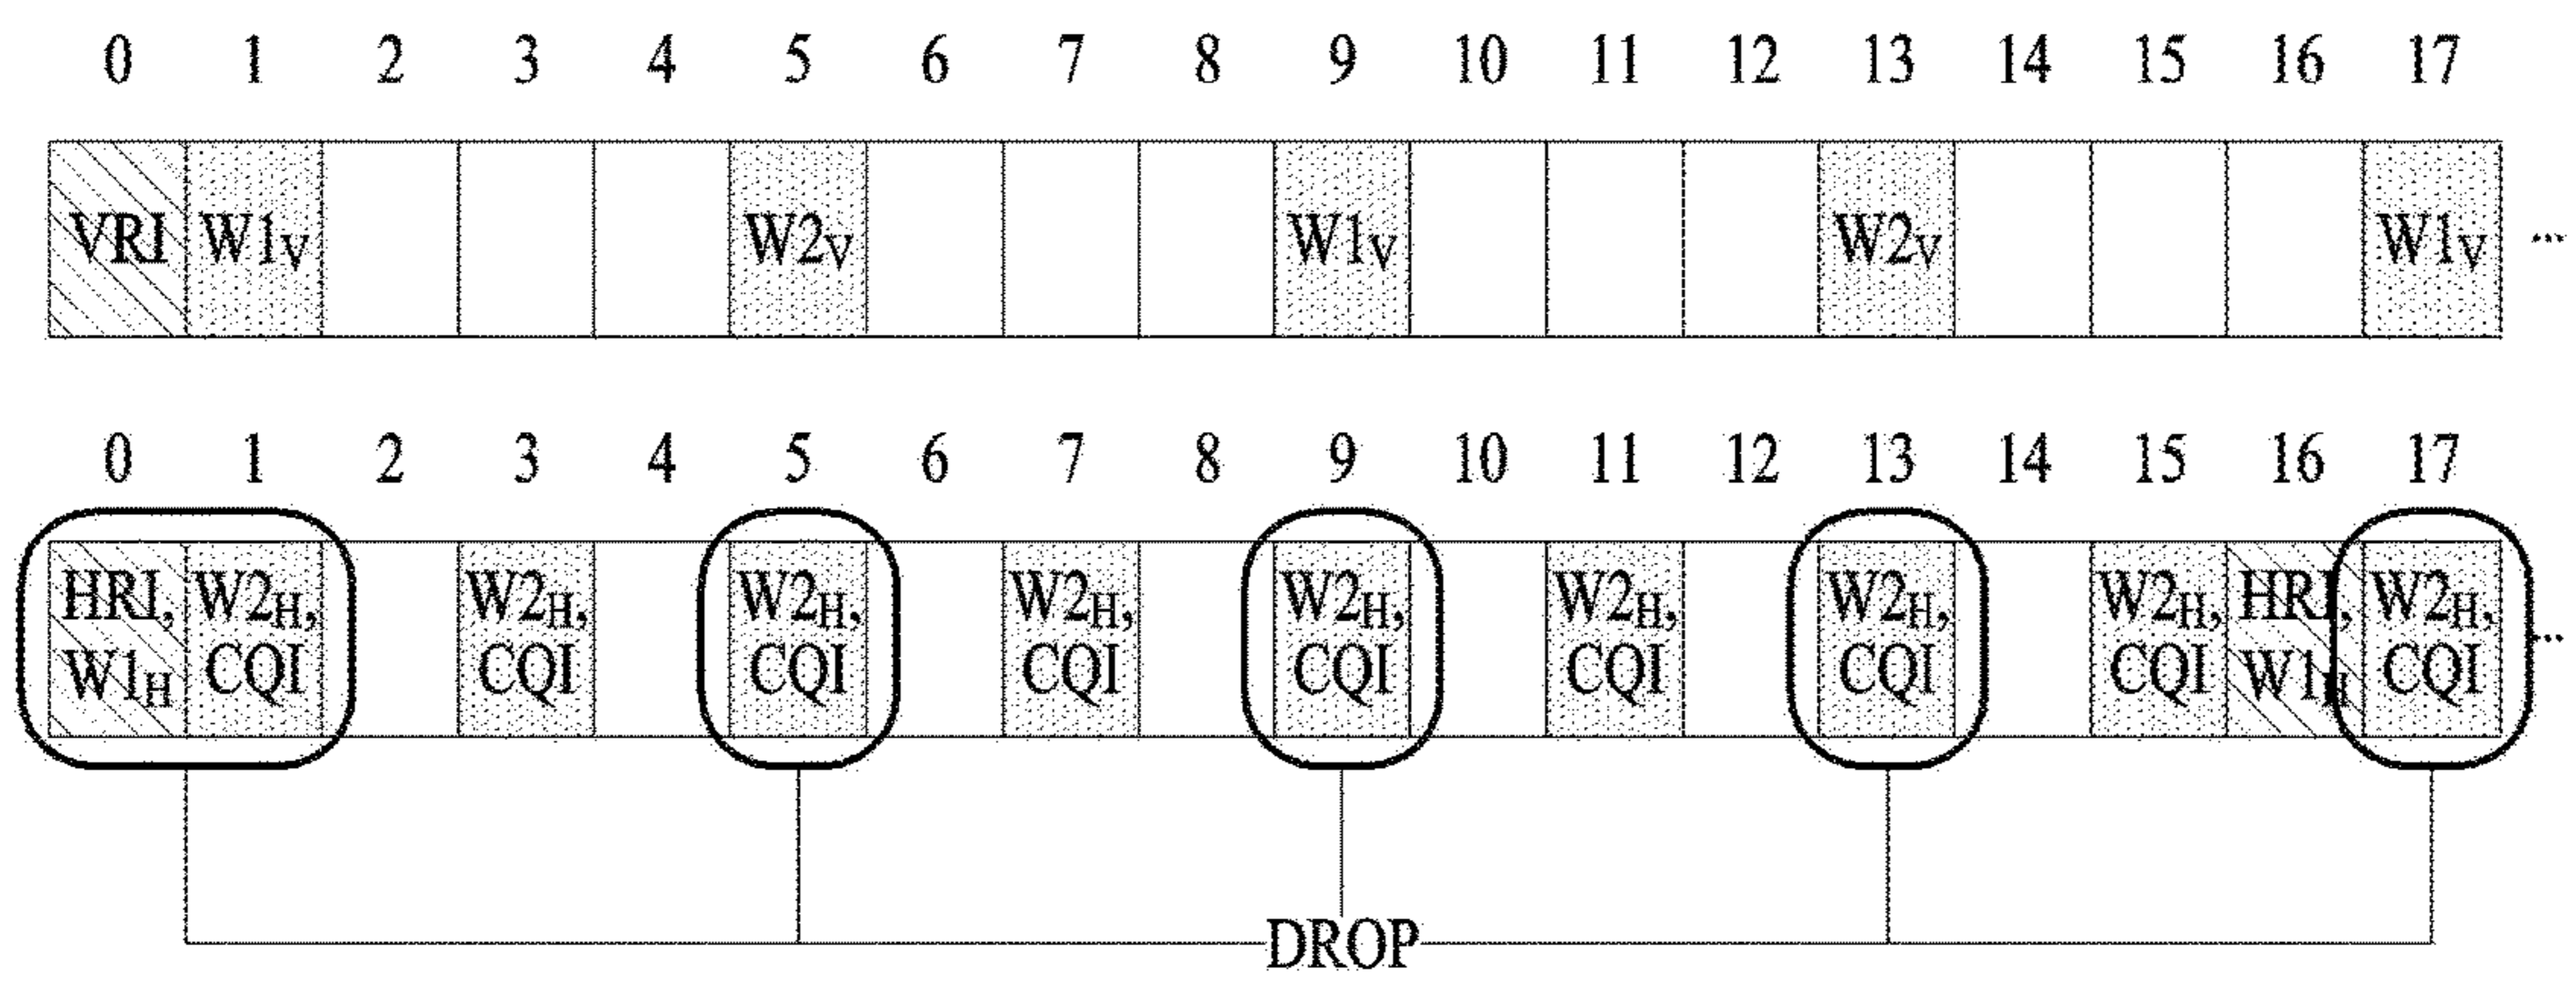 0 1 2 3 4 5 6 7 8 9 10 11 12 13 14 15 16 17
VRI W1V W2V W1V W2V W1V ...
0 1 2 3 4 5 6 7 8 9 10 11 12 13 14 15 16 17
HRI, W2H, W2H, W2H, W2H, W2H, W2H, W2H, W2H, HRI, W2H, ...
W1H CQI CQI CQI CQI CQI CQI CQI CQI W1H CQI
DROP